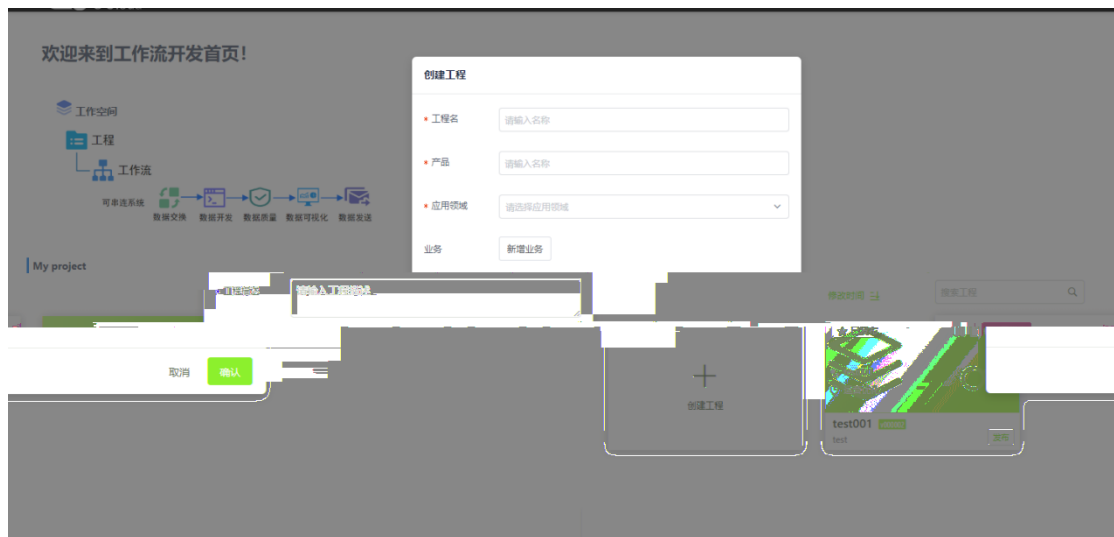 欢迎来到工作流开发首页!
创建工程
工作空间
* 工程名
请输入名称
工程
* 产品
请输入名称
工作流
可串连系统
数据交换
数据开发
数据质量
数据可视化
数据发送
* 应用领域
请选择应用领域
业务
新增业务
My project
请输入工程描述
修改时间
搜索工程
取消
确认
创建工程
test001
test
发布